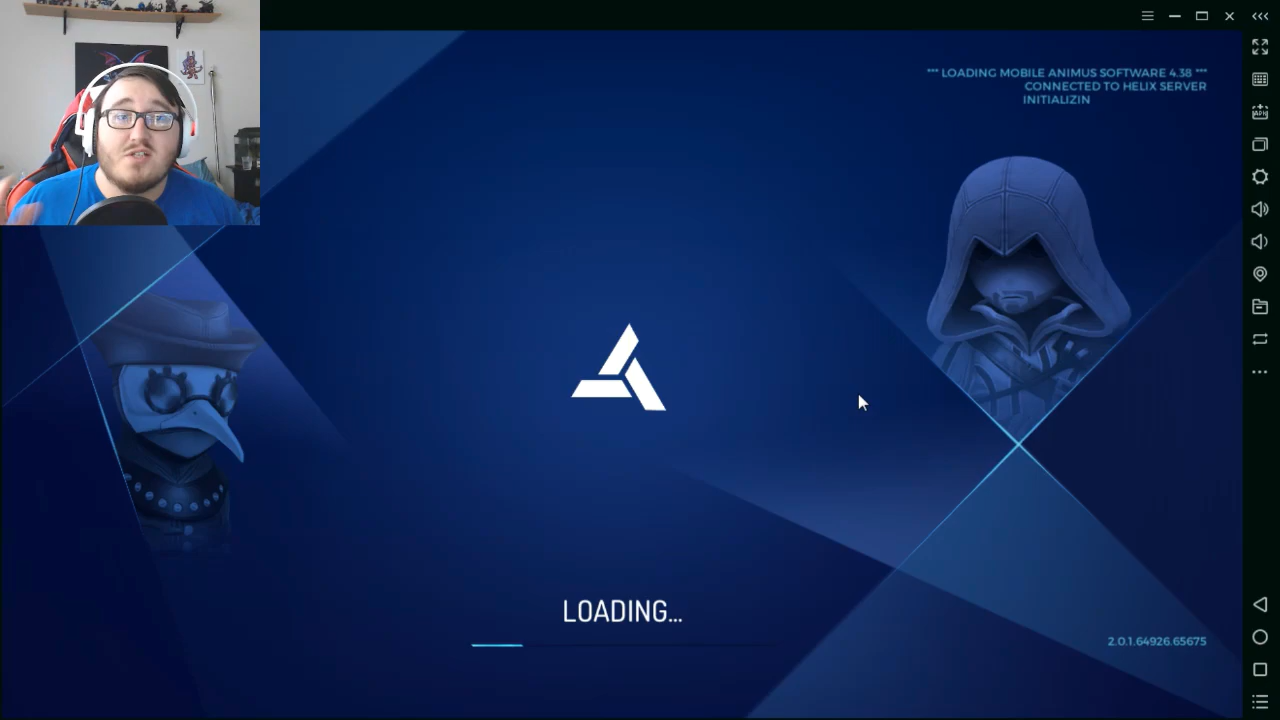 *** LOADING MOBILE ANIMUS SOFTWARE 4.38 ***
CONNECTED TO HELIX SERVER
INITIALIZIN
LOADING...
2.0.1.64926.65675